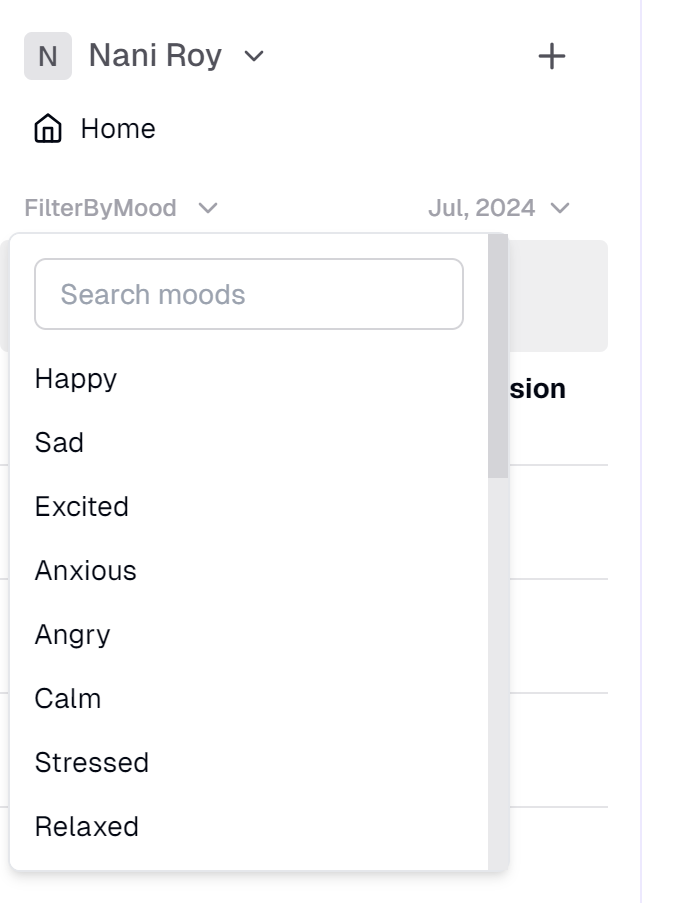 N Nani Roy
Home
FilterByMood Jul, 2024
Search moods
Happy
sion
Sad
Excited
Anxious
Angry
Calm
Stressed
Relaxed